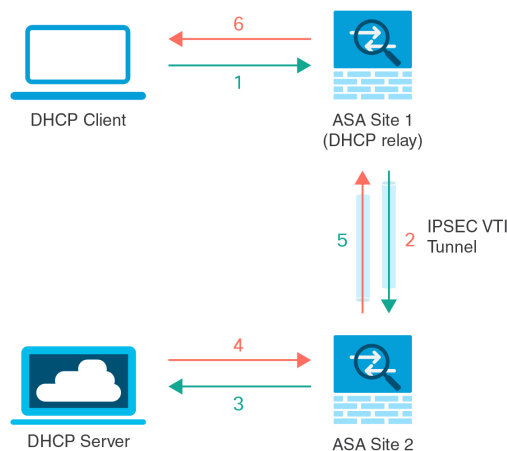 6
1
DHCP Client
ASA Site 1
(DHCP relay)
5
2
IPSEC VTI
Tunnel
4
3
DHCP Server
ASA Site 2